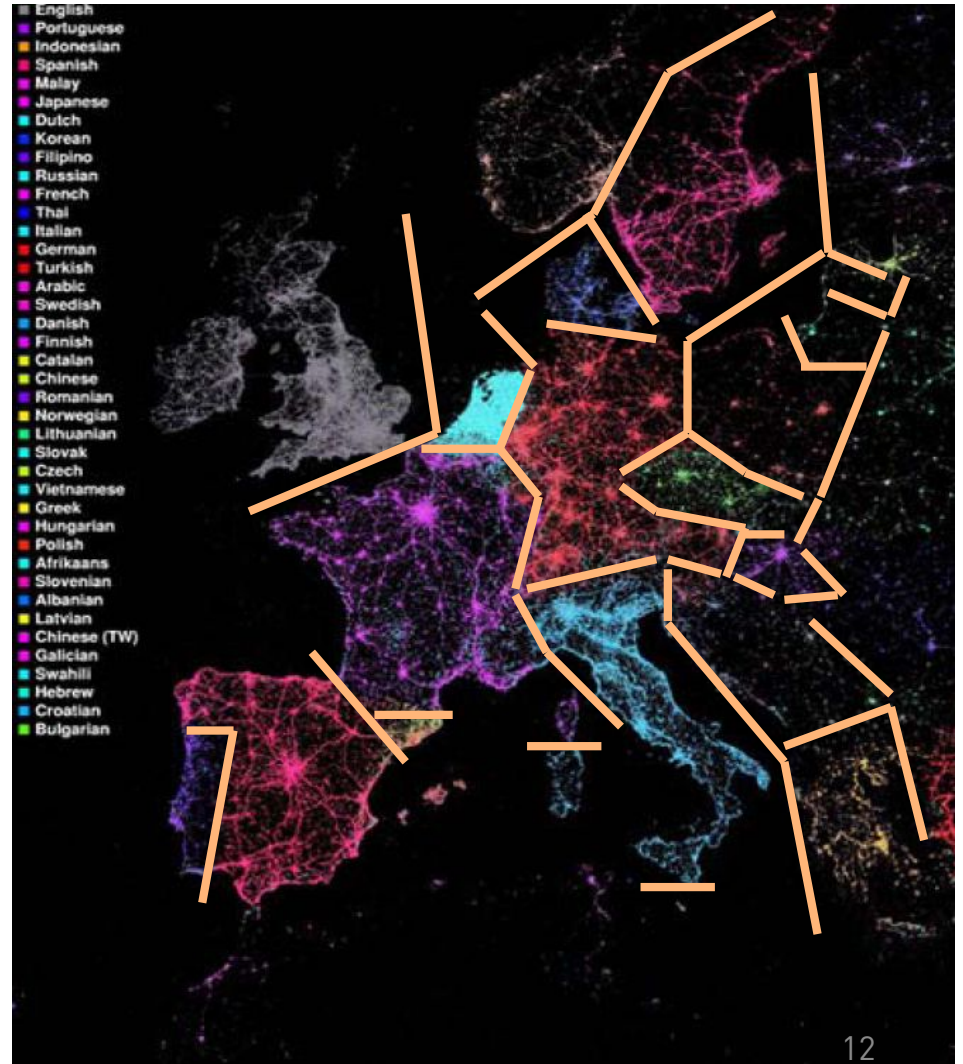 English
Portuguese
Indonesian
Spanish
Malay
Japanese
Dutch
Korean
Filipino
Russian
French
Thai
Italian
German
Turkish
Arabic
Swedish
Danish
Finnish
Catalan
Chinese
Romanian
Norwegian
Lithuanian
Slovak
Czech
Vietnamese
Greek
Hungarian
Polish
Afrikaans
Slovenian
Albanian
Latvian
Chinese (TW)
Galician
Swahili
Hebrew
Croatian
Bulgarian
12